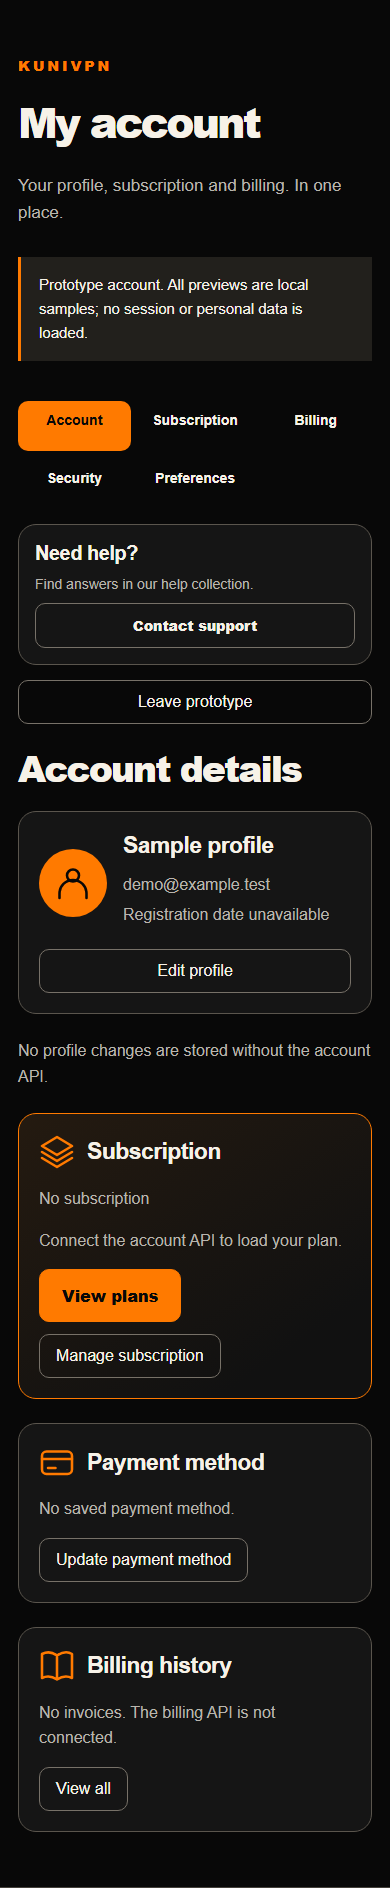 KUNIVPN
My account
Your profile, subscription and billing. In one
place.
Prototype account. All previews are local
samples; no session or personal data is
loaded.
Account
Subscription
Billing
Security
Preferences
Need help?
Find answers in our help collection.
Contact support
Leave prototype
Account details
Sample profile
demo@example.test
Registration date unavailable
Edit profile
No profile changes are stored without the account
API.
Subscription
No subscription
Connect the account API to load your plan.
View plans
Manage subscription
Payment method
No saved payment method.
Update payment method
Billing history
No invoices. The billing API is not
connected.
View all